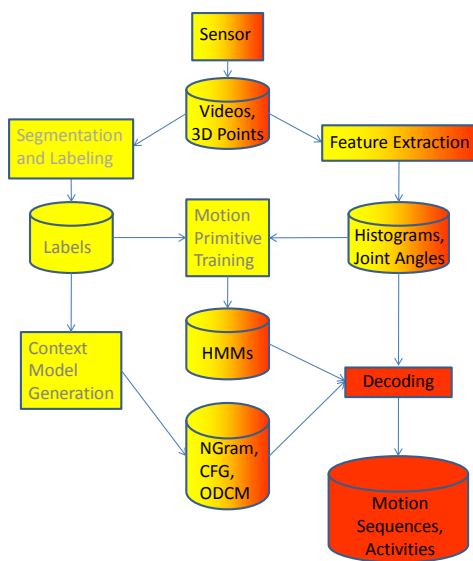 Sensor
Videos,
3D Points
Segmentation
and Labeling
Feature Extraction
Labels
Motion
Primitive
Training
Histograms,
Joint Angles
Context
Model
Generation
HMMs
Decoding
NGram,
CFG,
ODCM
Motion
Sequences,
Activities